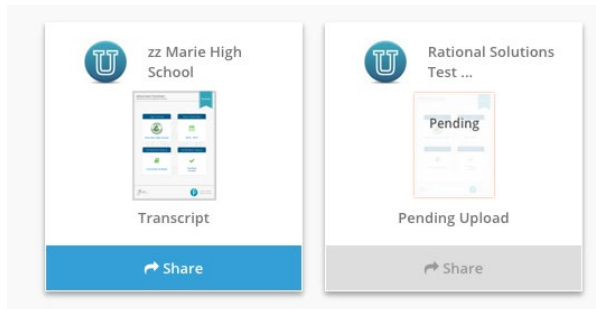 zz Marie High
School
Transcript
Share
Rational Solutions
Test ...
Pending
Pending Upload
Share